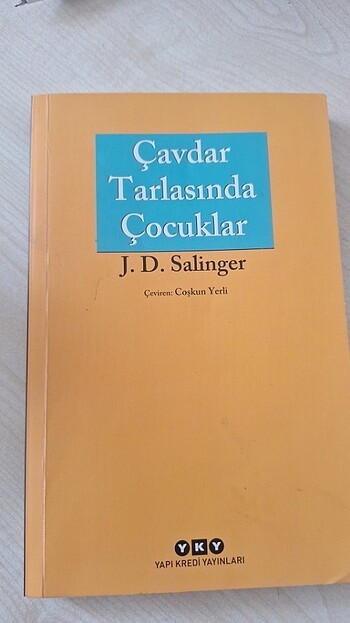 Çavdar
Tarlasında
Çocuklar
J. D. Salinger
Çeviren: Coşkun Yerli
YKY
YAPI KREDİ YAYINLARI